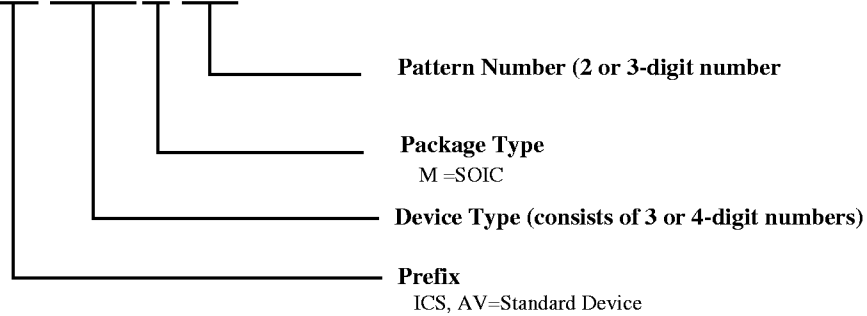 Pattern Number (2 or 3-digit number
Package Type
M =SOIC
Device Type (consists of 3 or 4-digit numbers)
Prefix
ICS, AV=Standard Device